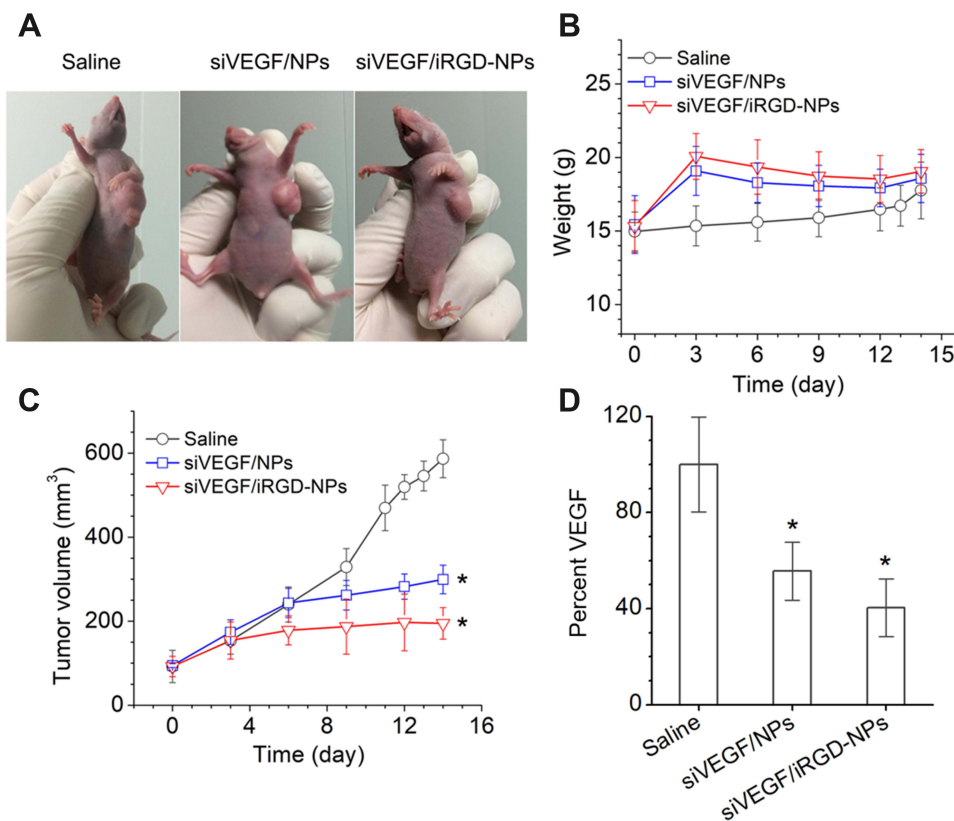 A
Saline
siVEGF/NPs
siVEGF/iRGD-NPs
B
Saline
siVEGF/NPs
siVEGF/iRGD-NPs
25
20
15
10
Weight (g)
0
3
6
9
12
15
Time (day)
C
Saline
siVEGF/NPs
siVEGF/iRGD-NPs
600
400
200
0
Tumor volume (mm³)
*
*
0
4
8
12
16
Time (day)
D
120
80
40
0
Percent VEGF
*
*
Saline
siVEGF/NPs
siVEGF/iRGD-NPs